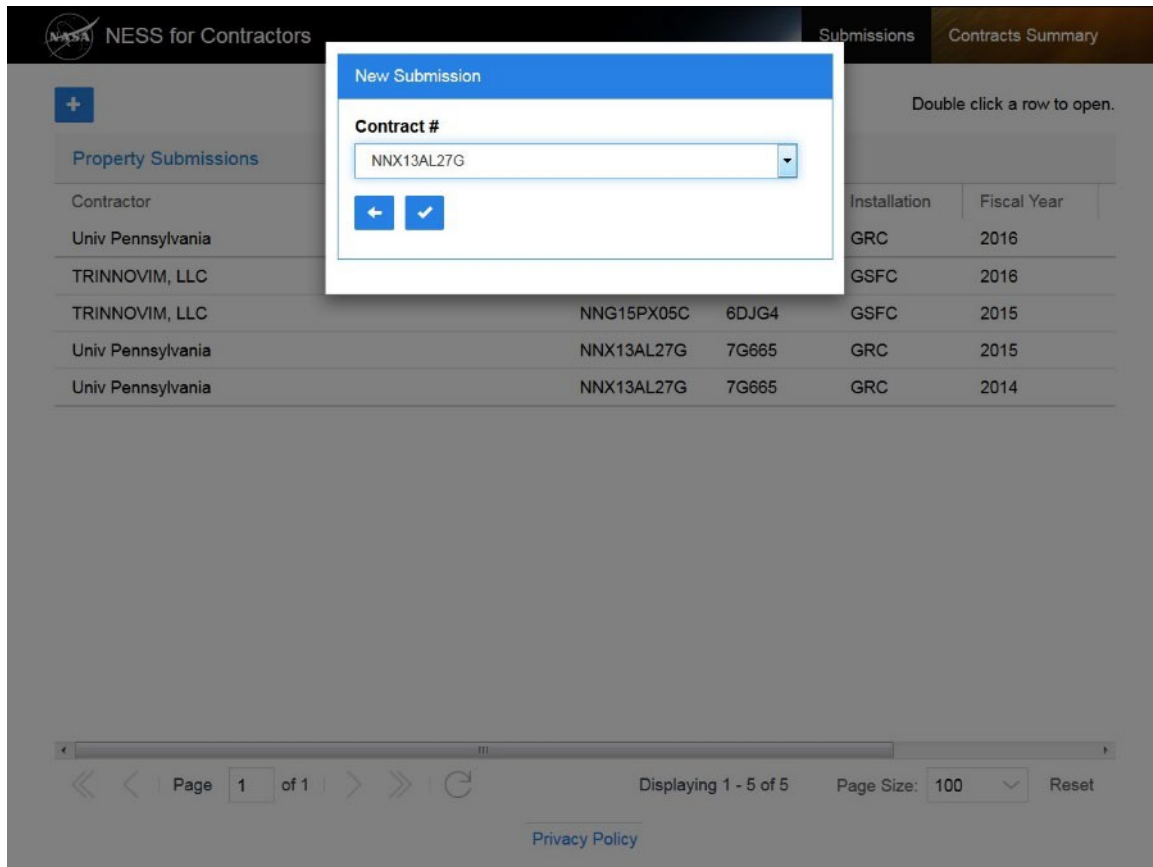 NASA NESS for Contractors
Submissions Contracts Summary
New Submission
Double click a row to open.
Contract #
NNX13AL27G
Property Submissions
Contractor Installation Fiscal Year
Univ Pennsylvania GRC 2016
TRINNOVIM, LLC GSFC 2016
TRINNOVIM, LLC NNG15PX05C 6DJG4 GSFC 2015
Univ Pennsylvania NNX13AL27G 7G665 GRC 2015
Univ Pennsylvania NNX13AL27G 7G665 GRC 2014
Page 1 of 1 Displaying 1 - 5 of 5 Page Size: 100 Reset
Privacy Policy